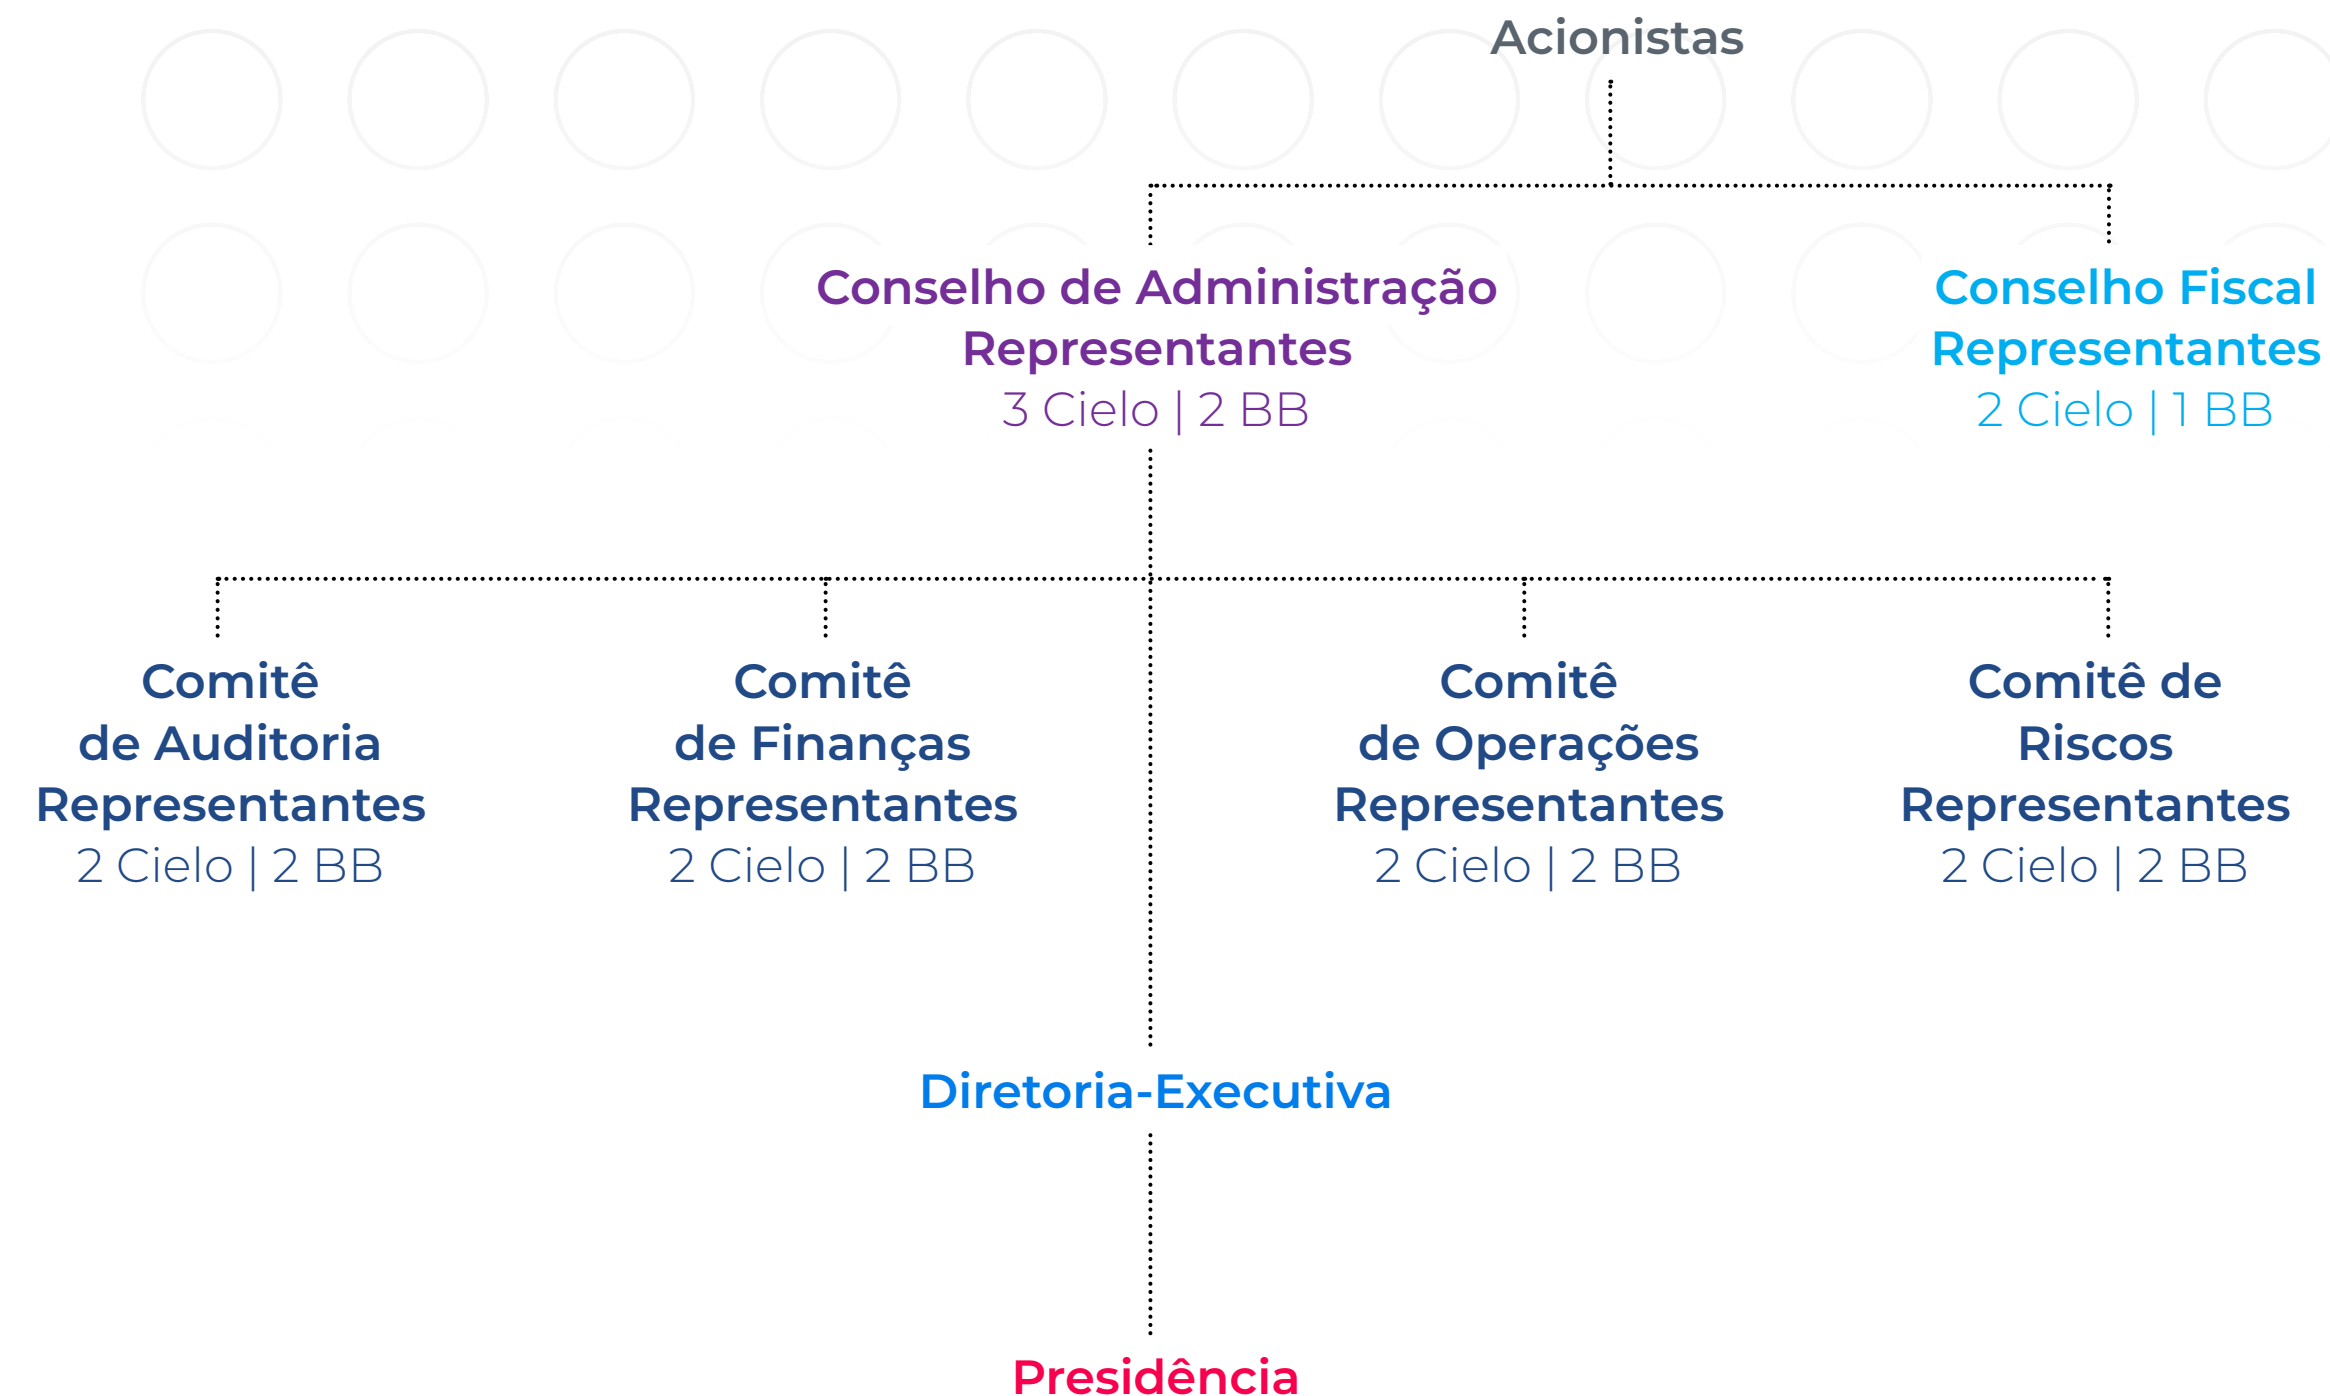 Acionistas
Conselho de Administração
Representantes
3 Cielo | 2 BB
Conselho Fiscal
Representantes
2 Cielo | 1 BB
Comitê
de Auditoria
Representantes
2 Cielo | 2 BB
Comitê
de Finanças
Representantes
2 Cielo | 2 BB
Comitê
de Operações
Representantes
2 Cielo | 2 BB
Comitê de
Riscos
Representantes
2 Cielo | 2 BB
Diretoria-Executiva
Presidência